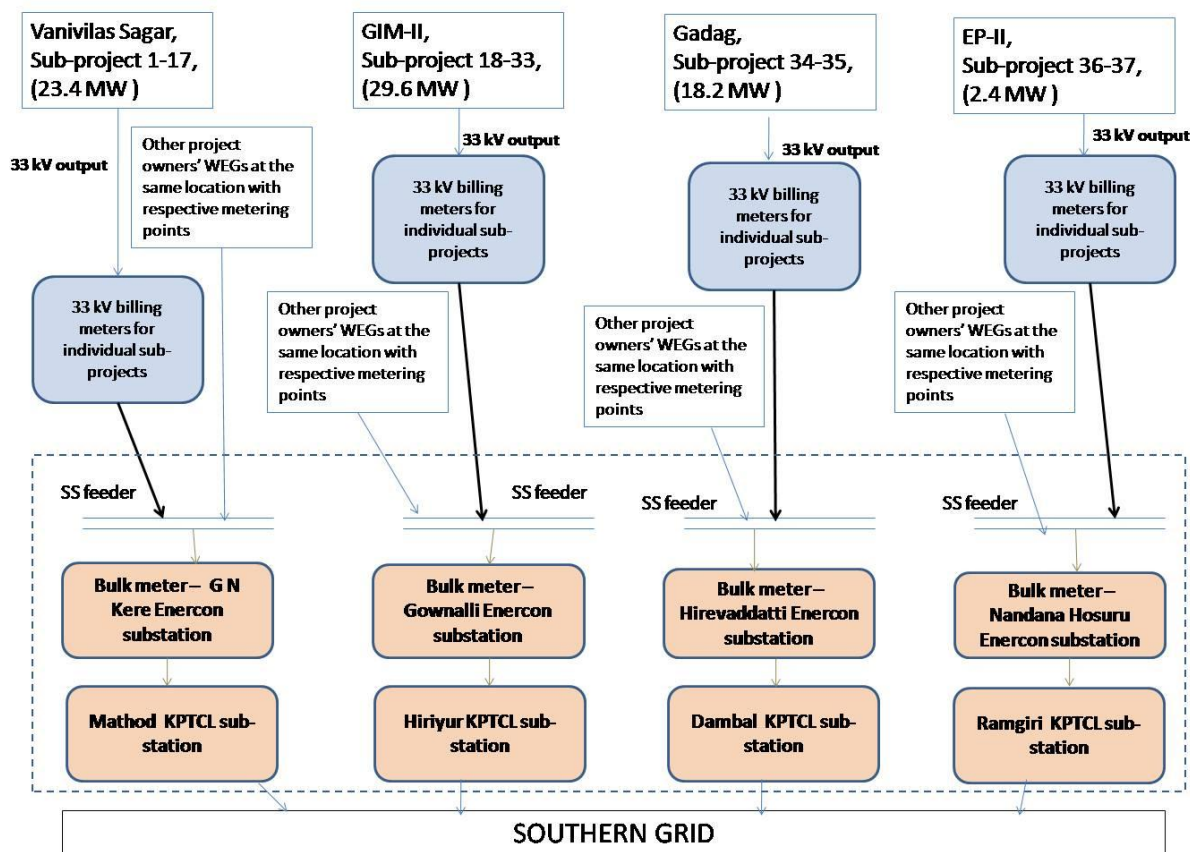 Vanivilas Sagar,
Sub-project 1-17,
(23.4 MW )
GIM-II,
Sub-project 18-33,
(29.6 MW )
Gadag,
Sub-project 34-35,
(18.2 MW )
EP-II,
Sub-project 36-37,
(2.4 MW )
33 kV output
33 kV output
33 kV output
33 kV output
Other project
owners' WEGs at the
same location with
respective metering
points
33 kV billing
meters for
individual sub-
projects
33 kV billing
meters for
individual sub-
projects
33 kV billing
meters for
individual sub-
projects
33 kV billing
meters for
individual sub-
projects
Other project
owners' WEGs at the
same location with
respective metering
points
Other project
owners' WEGs at the
same location with
respective metering
points
Other project
owners' WEGs at the
same location with
respective metering
points
SS feeder
SS feeder
SS feeder
SS feeder
Bulk meter– G N
Kere Enercon
substation
Bulk meter–
Gownalli Enercon
substation
Bulk meter–
Hirevaddatti Enercon
substation
Bulk meter–
Nandana Hosuru
Enercon substation
Mathod KPTCL sub-
station
Hiriyur KPTCL sub-
station
Dambal KPTCL sub-
station
Ramgiri KPTCL sub-
station
SOUTHERN GRID